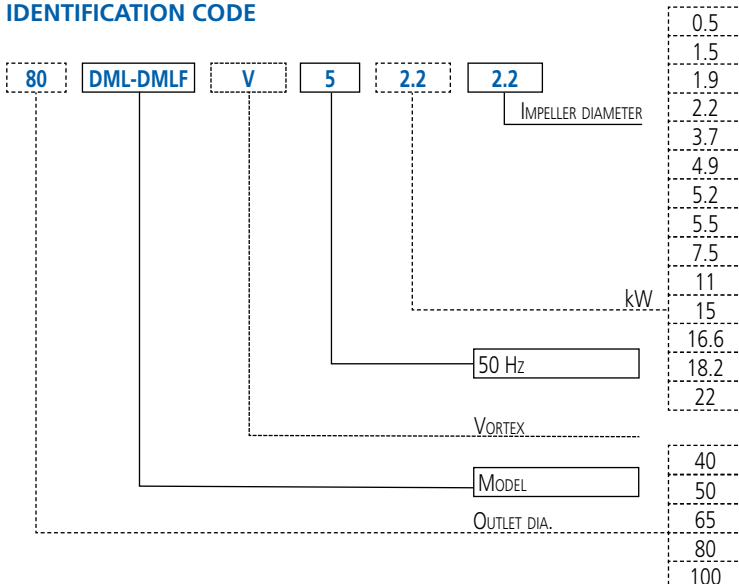 IDENTIFICATION CODE
80 DML-DMLF V 5 2.2 2.2
IMPELLER DIAMETER
0.5
1.5
1.9
2.2
3.7
4.9
5.2
5.5
7.5
11
15
16.6
18.2
22
kW
50 Hz
VORTEX
MODEL
OUTLET DIA.
40
50
65
80
100